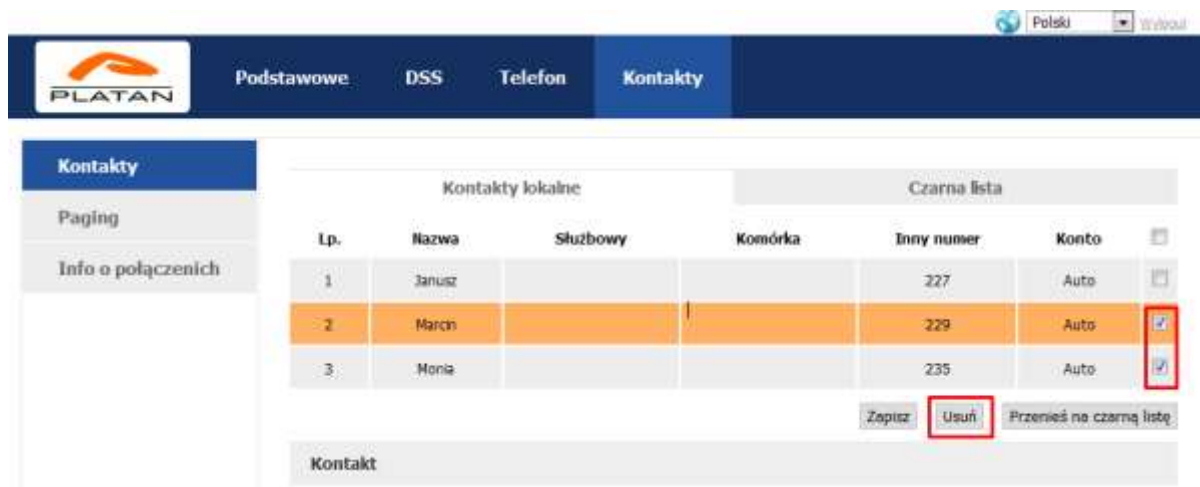 Polski
PLATAN
Podstawowe DSS Telefon Kontakty
Kontakty
Paging
Info o połączenich
Kontakty lokalne Czarna lista
Lp. Nazwa Służbowy Komórka Inny numer Konto
1 Janusz 227 Auto
2 Marcin 229 Auto
3 Monia 235 Auto
Zapisz Usuń Przenieś na czarną listę
Kontakt